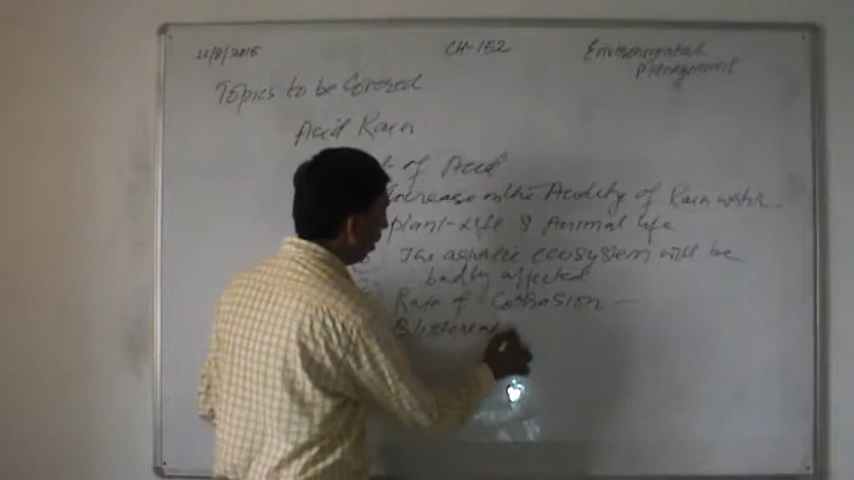 21/8/2015 CH-152 Environmental
Management
Topics to be Covered
Acid Rain
of Acid
Increase in the Acidity of Rain water
plant-Life & Animal life
The aquatic ecosystem will be
badly affected
Rate of Corrosion